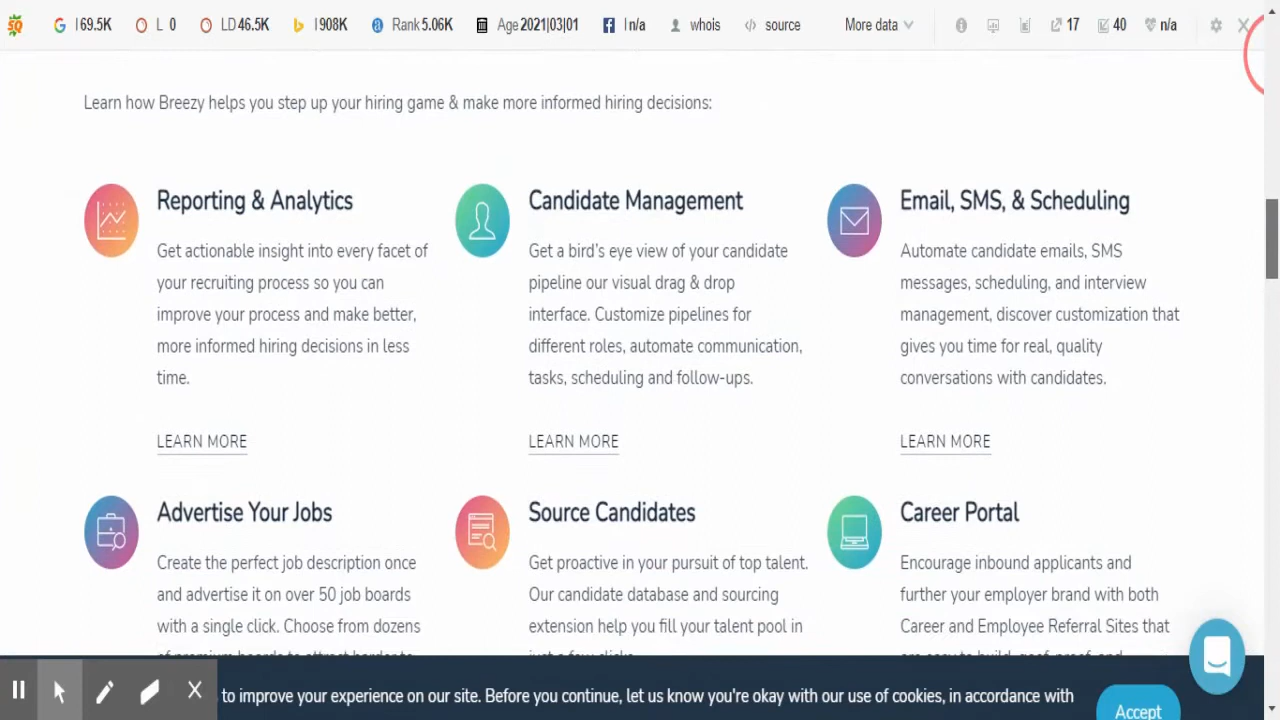 I 69.5K L 0 LD 46.5K I 908K Rank 5.06K Age 2021|03|01 I n/a whois source More data 17 40 n/a
Learn how Breezy helps you step up your hiring game & make more informed hiring decisions:
Reporting & Analytics
Get actionable insight into every facet of
your recruiting process so you can
improve your process and make better,
more informed hiring decisions in less
time.
LEARN MORE
Candidate Management
Get a bird's eye view of your candidate
pipeline our visual drag & drop
interface. Customize pipelines for
different roles, automate communication,
tasks, scheduling and follow-ups.
LEARN MORE
Email, SMS, & Scheduling
Automate candidate emails, SMS
messages, scheduling, and interview
management, discover customization that
gives you time for real, quality
conversations with candidates.
LEARN MORE
Advertise Your Jobs
Create the perfect job description once
and advertise it on over 50 job boards
with a single click. Choose from dozens
Source Candidates
Get proactive in your pursuit of top talent.
Our candidate database and sourcing
extension help you fill your talent pool in
Career Portal
Encourage inbound applicants and
further your employer brand with both
Career and Employee Referral Sites that
to improve your experience on our site. Before you continue, let us know you're okay with our use of cookies, in accordance with
Accept